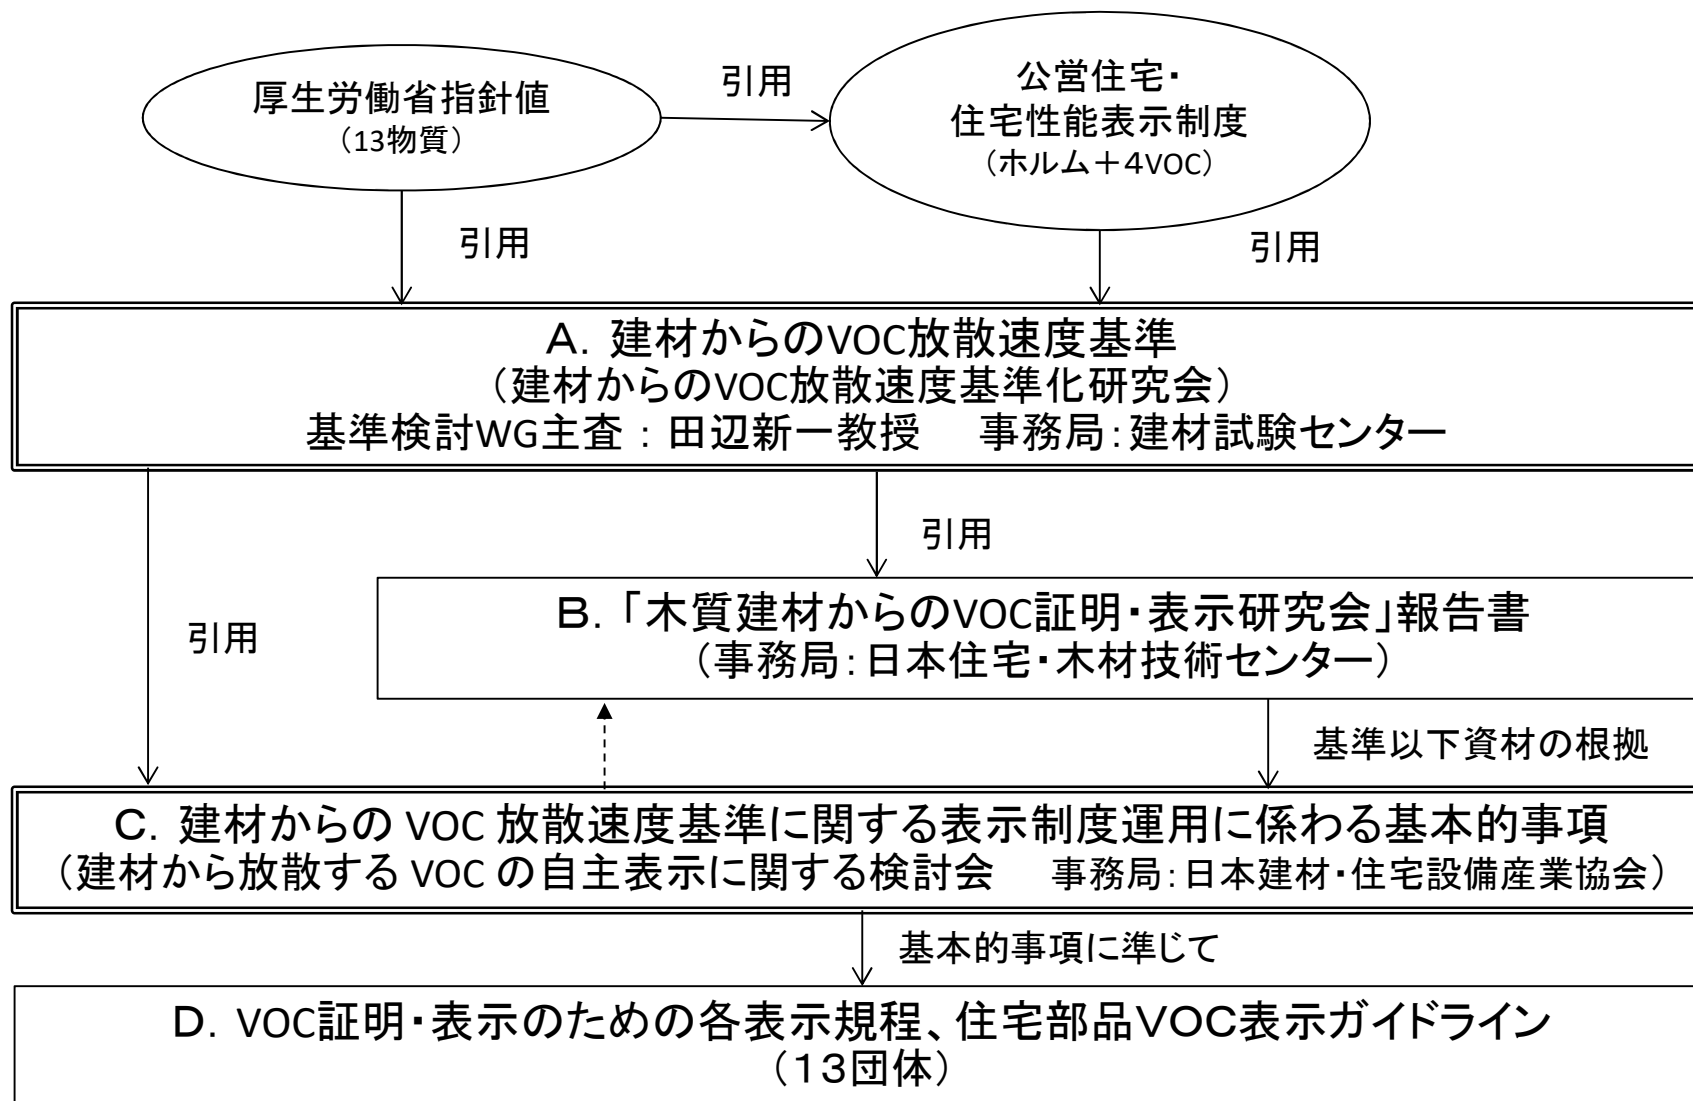 厚生労働省指針値
（13物質）
引用
公営住宅・
住宅性能表示制度
（ホルム＋４VOC）
引用
引用
Ａ．建材からのVOC放散速度基準
（建材からのVOC放散速度基準化研究会）
基準検討WG主査：田辺新一教授　事務局：建材試験センター
引用
引用
Ｂ．「木質建材からのVOC証明・表示研究会」報告書
（事務局：日本住宅・木材技術センター）
基準以下資材の根拠
Ｃ．建材からの VOC 放散速度基準に関する表示制度運用に係わる基本的事項
（建材から放散する VOC の自主表示に関する検討会　事務局：日本建材・住宅設備産業協会）
基本的事項に準じて
Ｄ．VOC証明・表示のための各表示規程、住宅部品ＶＯＣ表示ガイドライン
（１３団体）